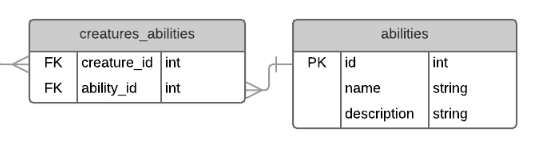 creatures_abilities
FK creature_id int
FK ability_id int
abilities
PK id int
name string
description string